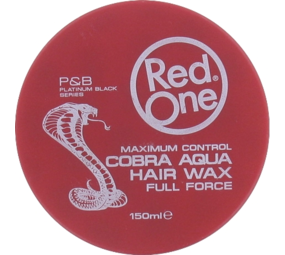 Red
One
P&B
PLATINUM BLACK
SERIES
MAXIMUM CONTROL
COBRA AQUA
HAIR WAX
FULL FORCE
150ml e